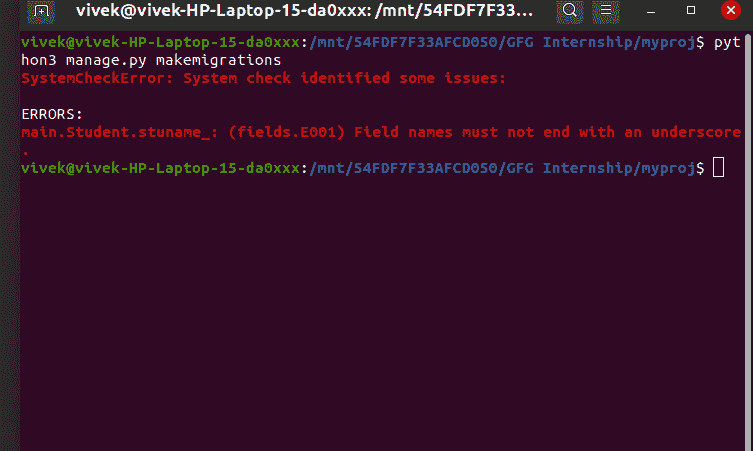 vivek@vivek-HP-Laptop-15-da0xxx: /mnt/54FDF7F33...
vivek@vivek-HP-Laptop-15-da0xxx:/mnt/54FDF7F33AFCD050/GFG Internship/myproj$ pyt
hon3 manage.py makemigrations
SystemCheckError: System check identified some issues:
ERRORS:
main.Student.stuname_: (fields.E001) Field names must not end with an underscore
.
vivek@vivek-HP-Laptop-15-da0xxx:/mnt/54FDF7F33AFCD050/GFG Internship/myproj$